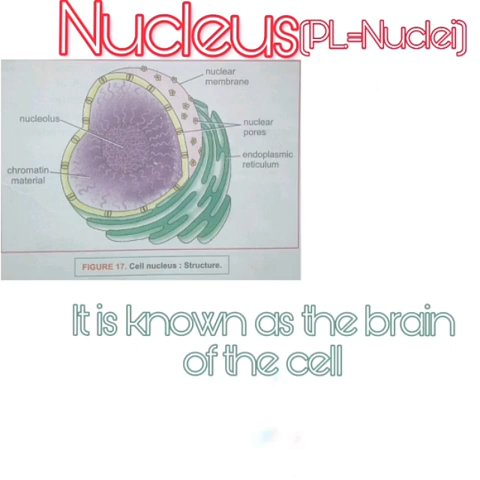 Nucleus(PL=Nuclei)
nuclear
membrane
nucleolus
nuclear
pores
endoplasmic
reticulum
chromatin
material
FIGURE 17. Cell nucleus : Structure.
It is known as the brain
of the cell